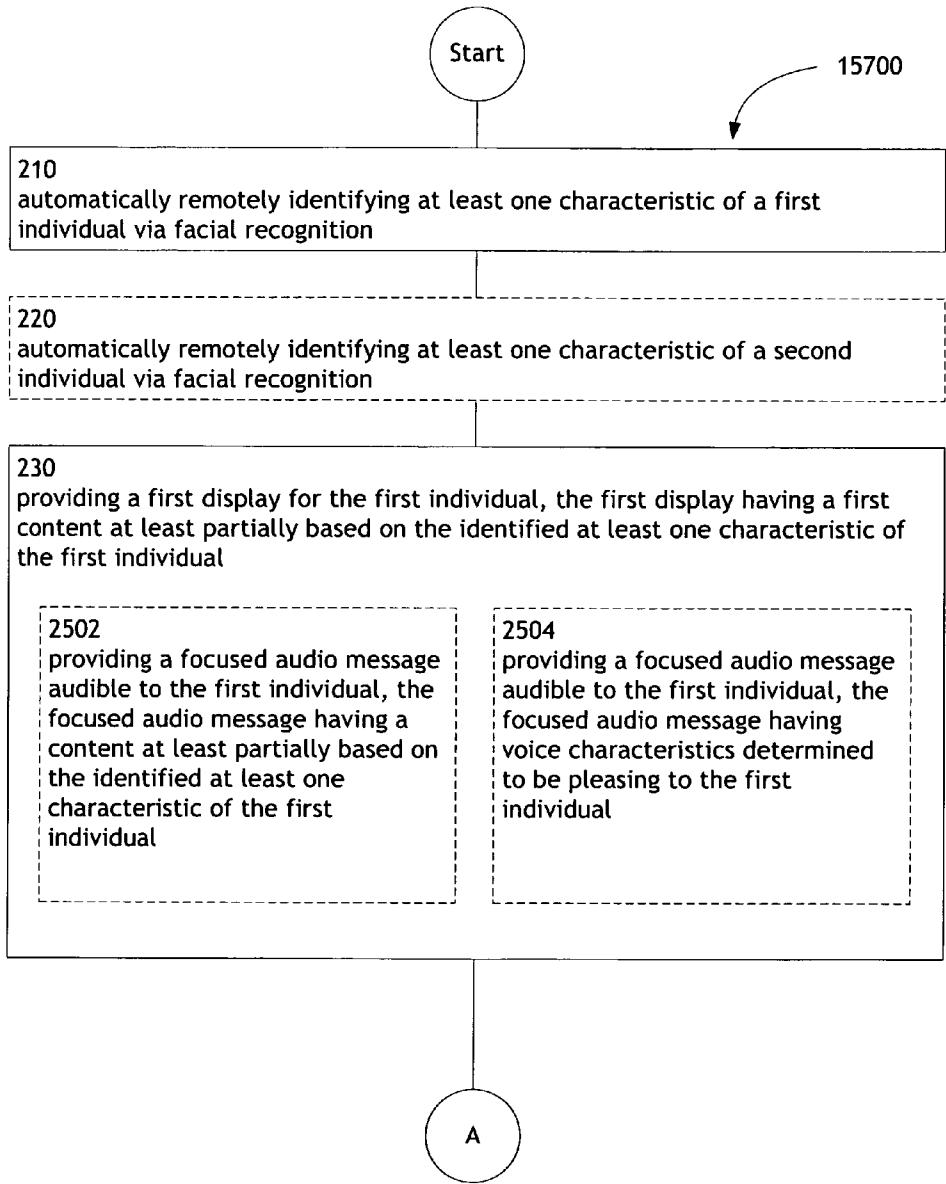 Start
15700
210
automatically remotely identifying at least one characteristic of a first
individual via facial recognition
220
automatically remotely identifying at least one characteristic of a second
individual via facial recognition
230
providing a first display for the first individual, the first display having a first
content at least partially based on the identified at least one characteristic of
the first individual
2502
providing a focused audio message
audible to the first individual, the
focused audio message having a
content at least partially based on
the identified at least one
characteristic of the first
individual
2504
providing a focused audio message
audible to the first individual, the
focused audio message having
voice characteristics determined
to be pleasing to the first
individual
A